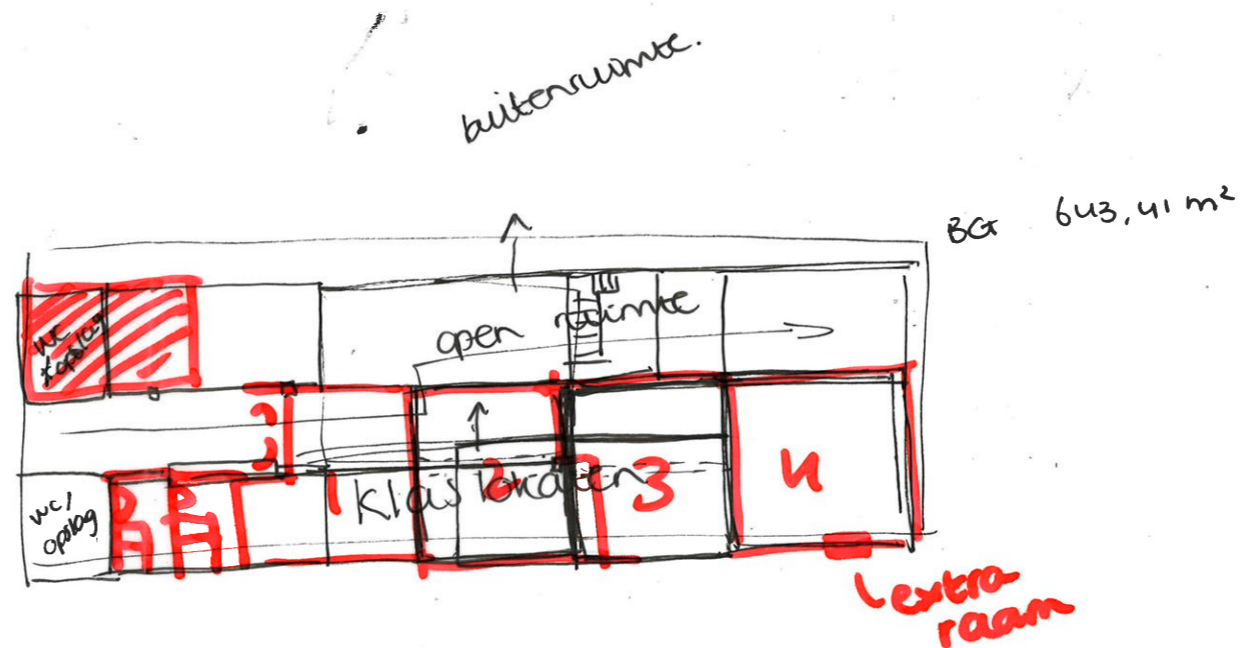 buitenruimte.
BG 643,41 m²
wc
+opslag
open ruimte
wc/
opslag
1
klaslokalen
2
3
4
extra
raam